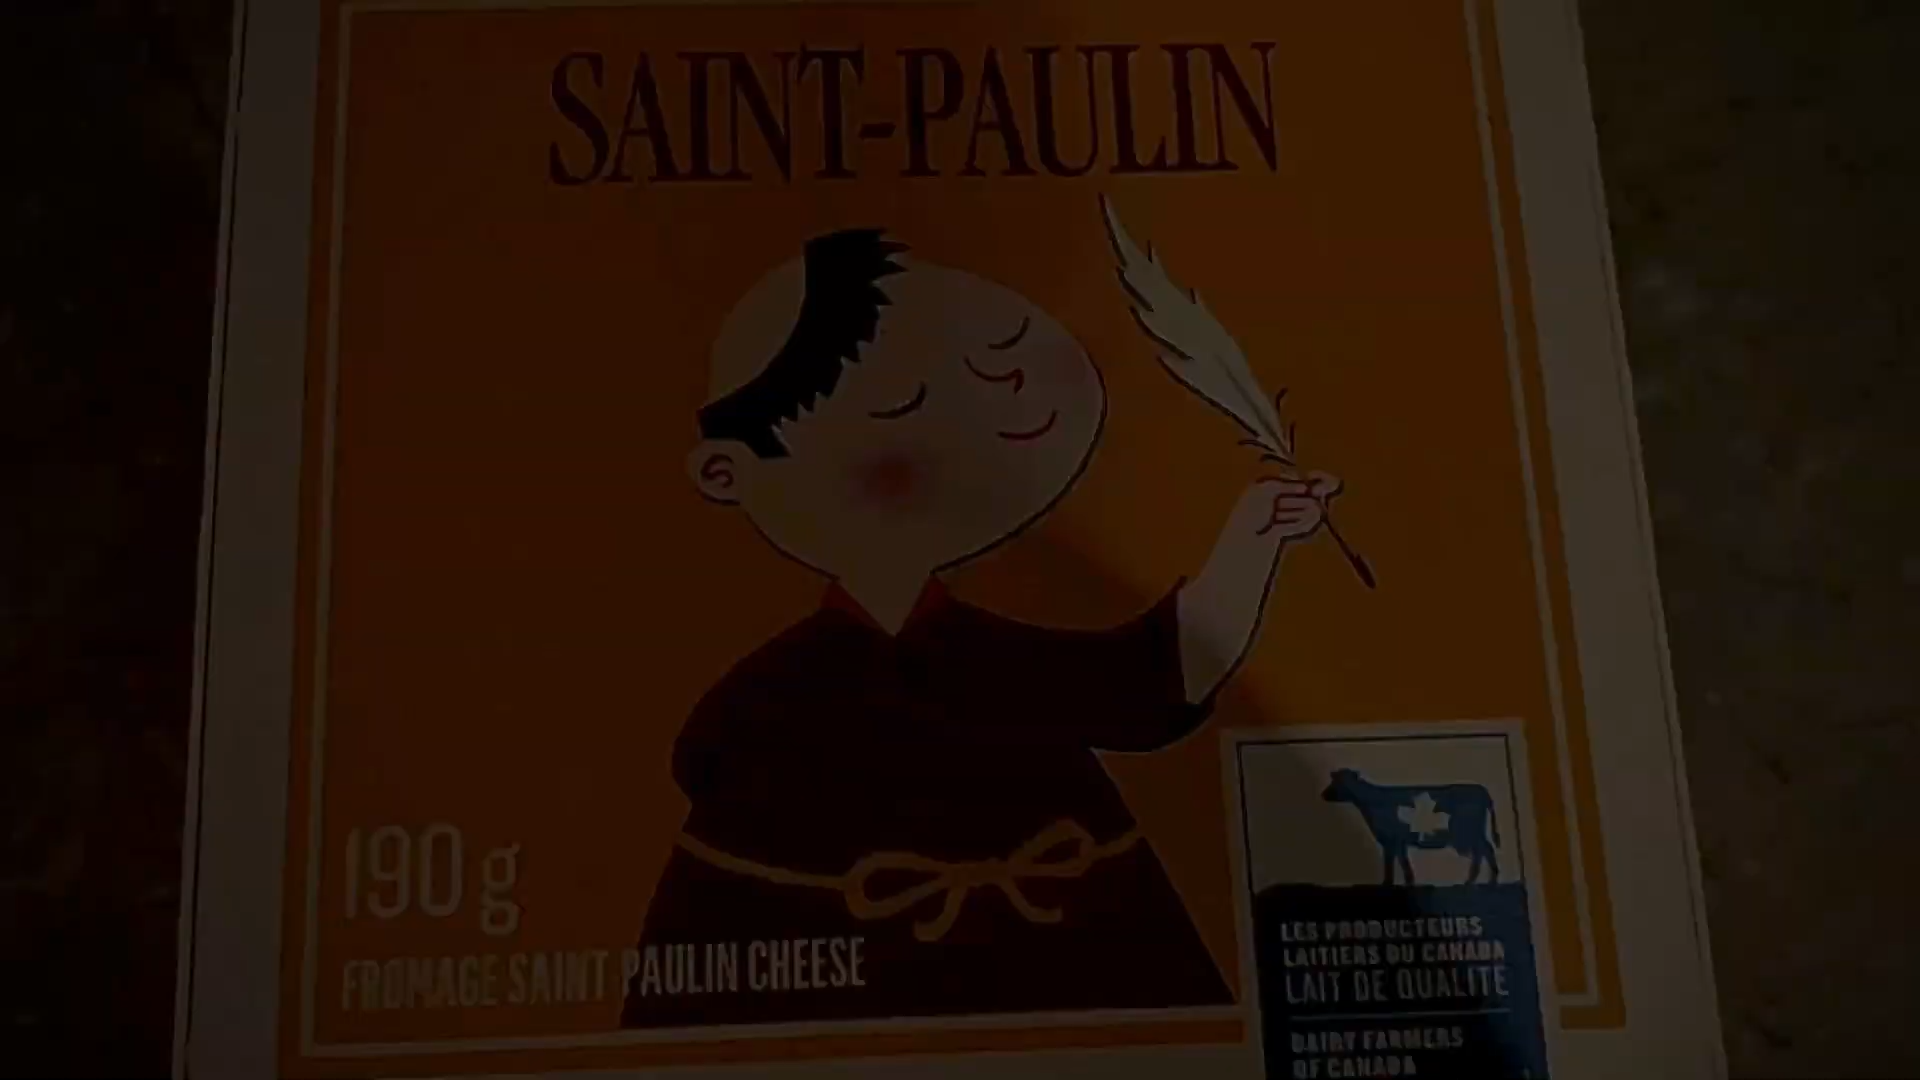 SAINT-PAULIN
190 g
FROMAGE SAINT-PAULIN CHEESE
LES PRODUCTEURS
LAITIERS DU CANADA
LAIT DE QUALITÉ
DAIRY FARMERS
OF CANADA